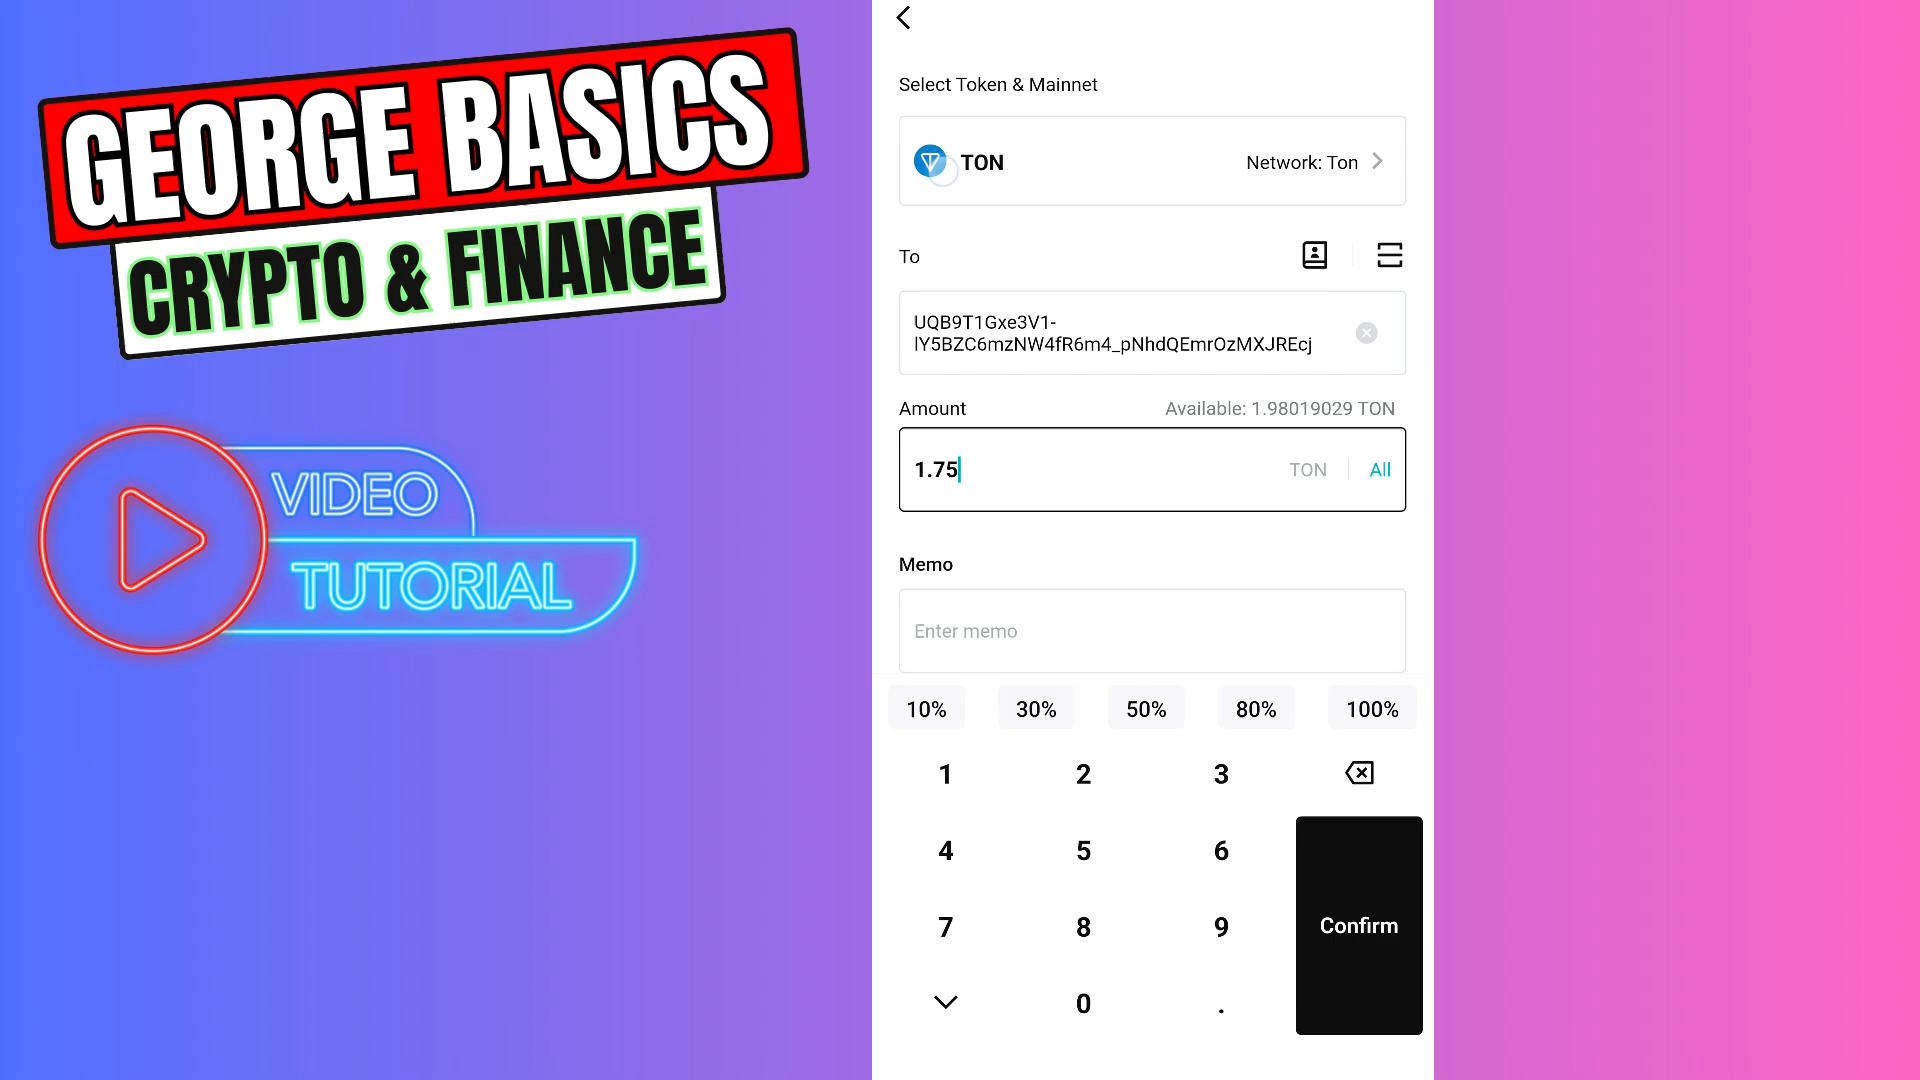 GEORGE BASICS
CRYPTO & FINANCE
VIDEO
TUTORIAL
Select Token & Mainnet
TON
Network: Ton
To
UQB9T1Gxe3V1-
lY5BZC6mzNW4fR6m4_pNhdQEmrOzMXJREcj
Amount
Available: 1.98019029 TON
1.75
TON
All
Memo
Enter memo
10%
30%
50%
80%
100%
1
2
3
4
5
6
7
8
9
Confirm
0
.